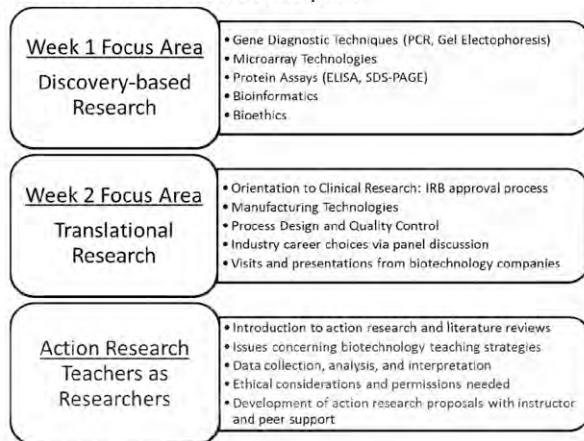 Week 1 Focus Area
Discovery-based
Research
• Gene Diagnostic Techniques (PCR, Gel Electophoresis)
• Microarray Technologies
• Protein Assays (ELISA, SDS-PAGE)
• Bioinformatics
• Bioethics
Week 2 Focus Area
Translational
Research
• Orientation to Clinical Research: IRB approval process
• Manufacturing Technologies
• Process Design and Quality Control
• Industry career choices via panel discussion
• Visits and presentations from biotechnology companies
Action Research
Teachers as
Researchers
• Introduction to action research and literature reviews
• Issues concerning biotechnology teaching strategies
• Data collection, analysis, and interpretation
• Ethical considerations and permissions needed
• Development of action research proposals with instructor
and peer support